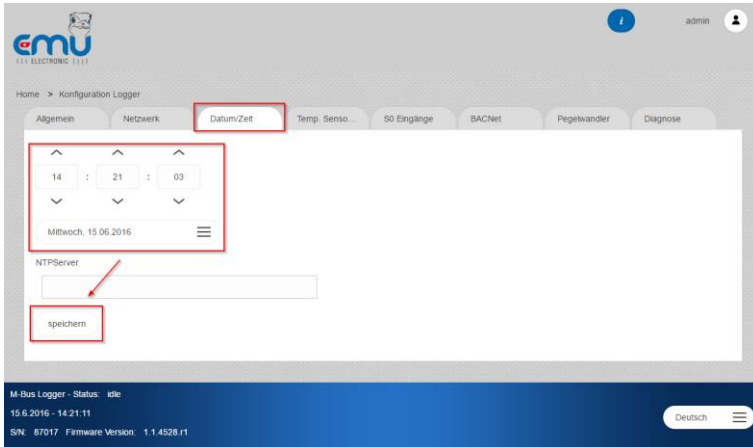 emu
ELECTRONIC
i
admin
Home > Konfiguration Logger
Allgemein Netzwerk Datum/Zeit Temp. Senso... S0 Eingänge BACNet Pegelwandler Diagnose
14 : 21 : 03
Mittwoch, 15.06.2016
NTPServer
speichern
M-Bus Logger - Status: idle
15.6.2016 - 14:21:11
S/N: 87017 Firmware Version: 1.1.4528.r1
Deutsch